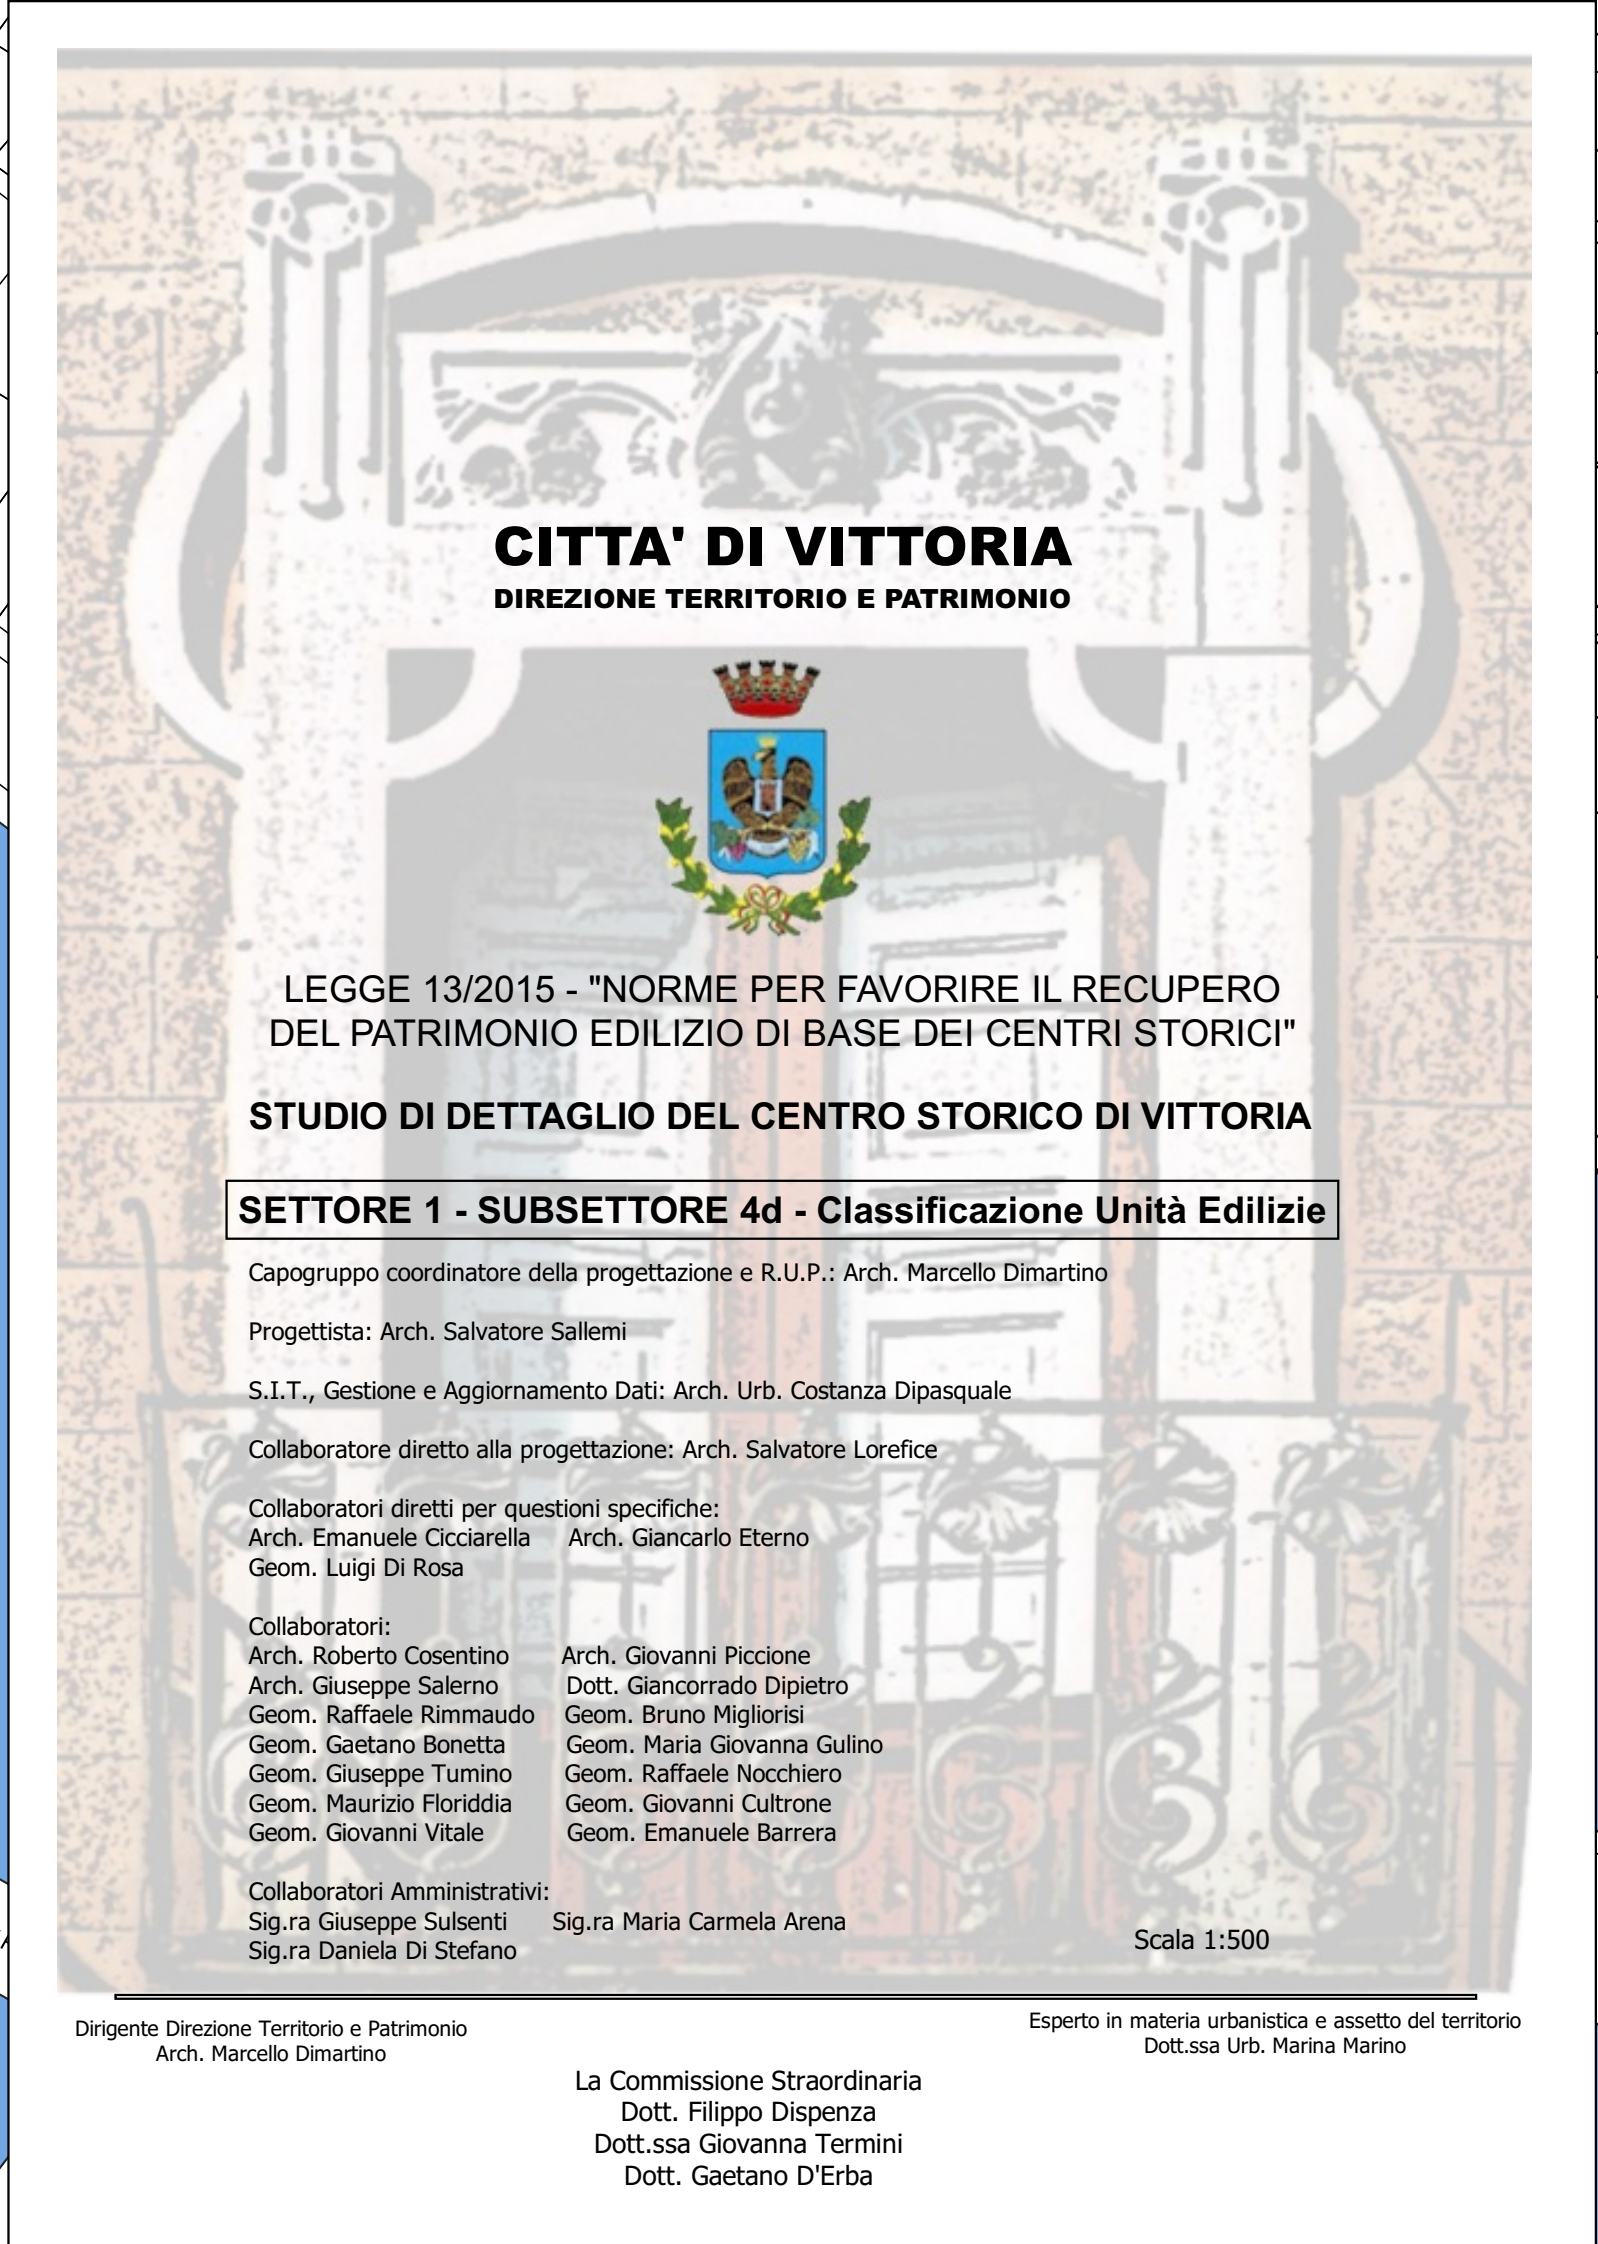 CITTA' DI VITTORIA
DIREZIONE TERRITORIO E PATRIMONIO
LEGGE 13/2015 - "NORME PER FAVORIRE IL RECUPERO
DEL PATRIMONIO EDILIZIO DI BASE DEI CENTRI STORICI"
STUDIO DI DETTAGLIO DEL CENTRO STORICO DI VITTORIA
SETTORE 1 - SUBSETTORE 4d - Classificazione Unità Edilizie
Capogruppo coordinatore della progettazione e R.U.P.: Arch. Marcello Dimartino
Progettista: Arch. Salvatore Sallemi
S.I.T., Gestione e Aggiornamento Dati: Arch. Urb. Costanza Dipasquale
Collaboratore diretto alla progettazione: Arch. Salvatore Lorefice
Collaboratori diretti per questioni specifiche:
Arch. Emanuele Cicciarella Arch. Giancarlo Eterno
Geom. Luigi Di Rosa
Collaboratori:
Arch. Roberto Cosentino Arch. Giovanni Piccione
Arch. Giuseppe Salerno Dott. Giancorrado Dipietro
Geom. Raffaele Rimmaudo Geom. Bruno Migliorisi
Geom. Gaetano Bonetta Geom. Maria Giovanna Gulino
Geom. Giuseppe Tumino Geom. Raffaele Nocchiero
Geom. Maurizio Floriddia Geom. Giovanni Cultrone
Geom. Giovanni Vitale Geom. Emanuele Barrera
Collaboratori Amministrativi:
Sig.ra Giuseppe Sulsenti Sig.ra Maria Carmela Arena
Sig.ra Daniela Di Stefano
Scala 1:500
Dirigente Direzione Territorio e Patrimonio
Arch. Marcello Dimartino
Esperto in materia urbanistica e assetto del territorio
Dott.ssa Urb. Marina Marino
La Commissione Straordinaria
Dott. Filippo Dispenza
Dott.ssa Giovanna Termini
Dott. Gaetano D'Erba